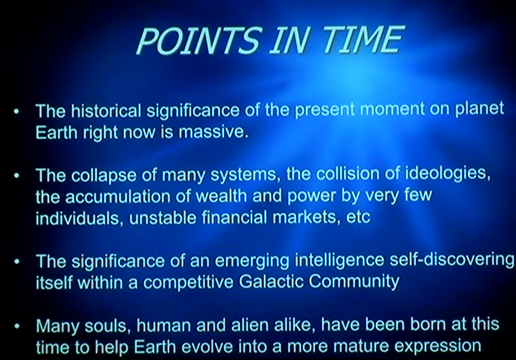 POINTS IN TIME
• The historical significance of the present moment on planet
Earth right now is massive.
• The collapse of many systems, the collision of ideologies,
the accumulation of wealth and power by very few
individuals, unstable financial markets, etc
• The significance of an emerging intelligence self-discovering
itself within a competitive Galactic Community
• Many souls, human and alien alike, have been born at this
time to help Earth evolve into a more mature expression